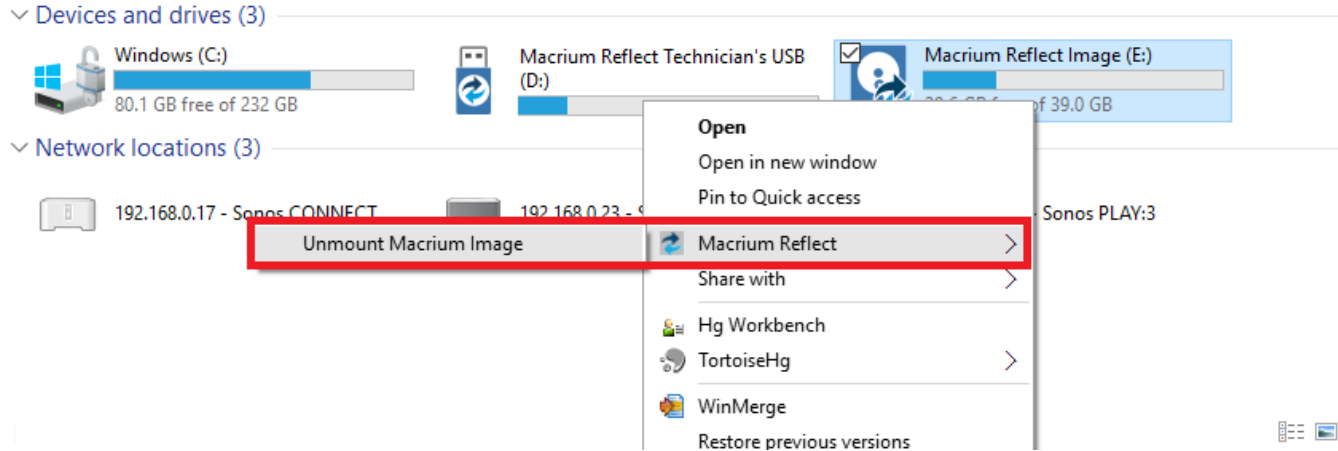 Devices and drives (3)
Windows (C:)
80.1 GB free of 232 GB
Macrium Reflect Technician's USB
(D:)
Macrium Reflect Image (E:)
of 39.0 GB
Network locations (3)
192.168.0.17 - Sonos CONNECT
192.168.0.23 -
Sonos PLAY:3
Open
Open in new window
Pin to Quick access
Unmount Macrium Image
Macrium Reflect
Share with
Hg Workbench
TortoiseHg
WinMerge
Restore previous versions